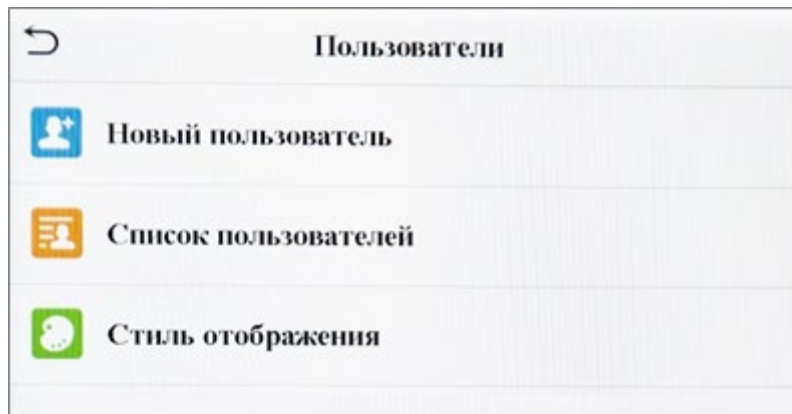 Пользователи
Новый пользователь
Список пользователей
Стиль отображения